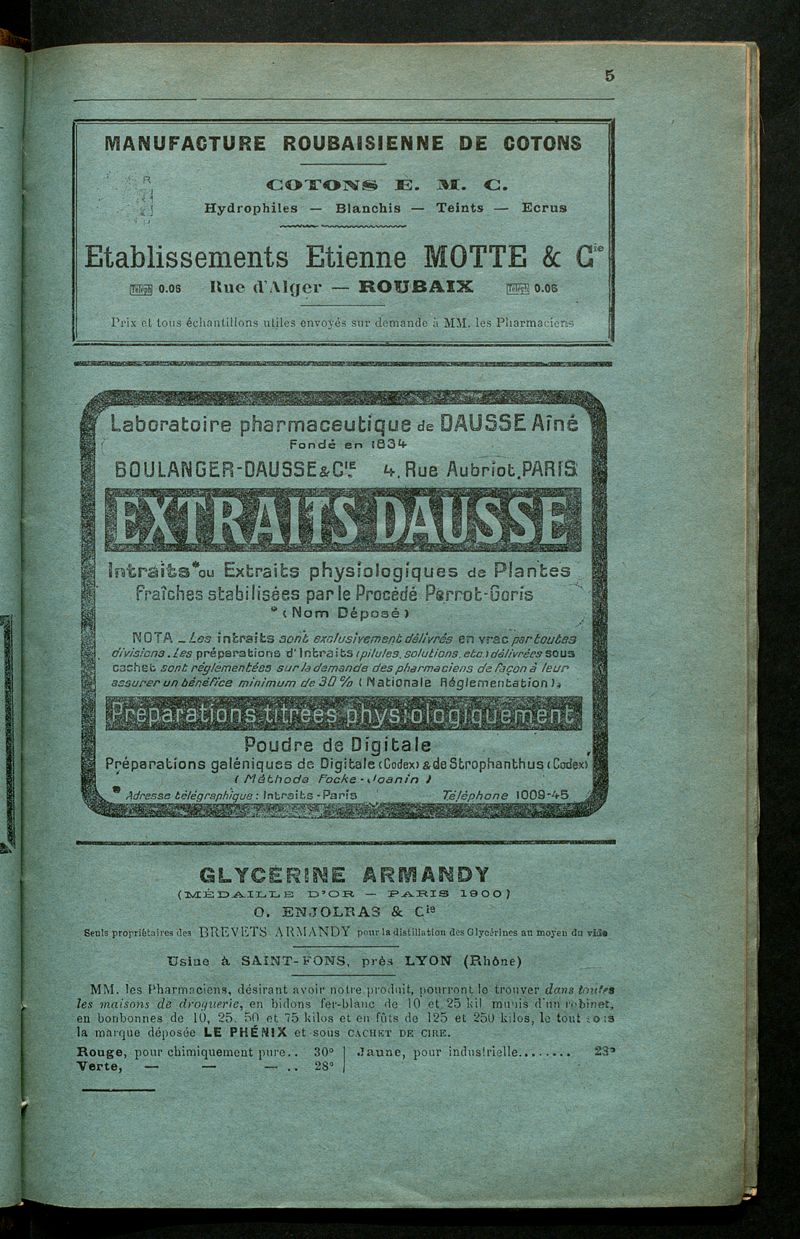 5
MANUFACTURE ROUBAISIENNE DE COTONS
COTONS E. M. C.
Hydrophiles — Blanchis — Teints — Ecrus
Etablissements Etienne MOTTE & Cie
Télégr 0.08 Rue d'Alger — ROUBAIX Téléph 0.08
Prix et tous échantillons utiles envoyés sur demande à MM. les Pharmaciens
Laboratoire pharmaceutique de DAUSSE Aîné
Fondé en 1834
BOULANGER-DAUSSE & Cie 4, Rue Aubriot, PARIS
EXTRAITS DAUSSE
Intraits* ou Extraits physiologiques de Plantes
Fraîches stabilisées par le Procédé Perrot-Goris
* (Nom Déposé)
NOTA — Les intraits sont exclusivement délivrés en vrac par toutes
divisions. Les préparations d'Intraits (pilules, solutions, etc.) délivrées sous
cachet sont réglementées sur la demande des pharmaciens de façon à leur
assurer un bénéfice minimum de 30 % (Nationale Réglementation).
Préparations titrées physiologiquement
Poudre de Digitale
Préparations galéniques de Digitale (Codex) & de Strophanthus (Codex)
(Méthode Focke-Joanin)
* Adresse télégraphique : Intraits-Paris Téléphone 1009-45
GLYCÉRINE ARMANDY
(MÉDAILLE D'OR — PARIS 1900)
O. ENJOLRAS & Cie
Seuls propriétaires des BREVETS ARMANDY pour la distillation des Glycérines au moyen du vide
Usine à SAINT-FONS, près LYON (Rhône)
MM. les Pharmaciens, désirant avoir notre produit, pourront le trouver dans toutes
les maisons de droguerie, en bidons fer-blanc de 10 et 25 kil munis d'un robinet,
en bonbonnes de 10, 25, 50 et 75 kilos et en fûts de 125 et 250 kilos, le tout sous
la marque déposée LE PHÉNIX et sous CACHET DE CIRE.
Rouge, pour chimiquement pure.. 30° | Jaune, pour industrielle........ 28°
Verte, — — — .. 28° |